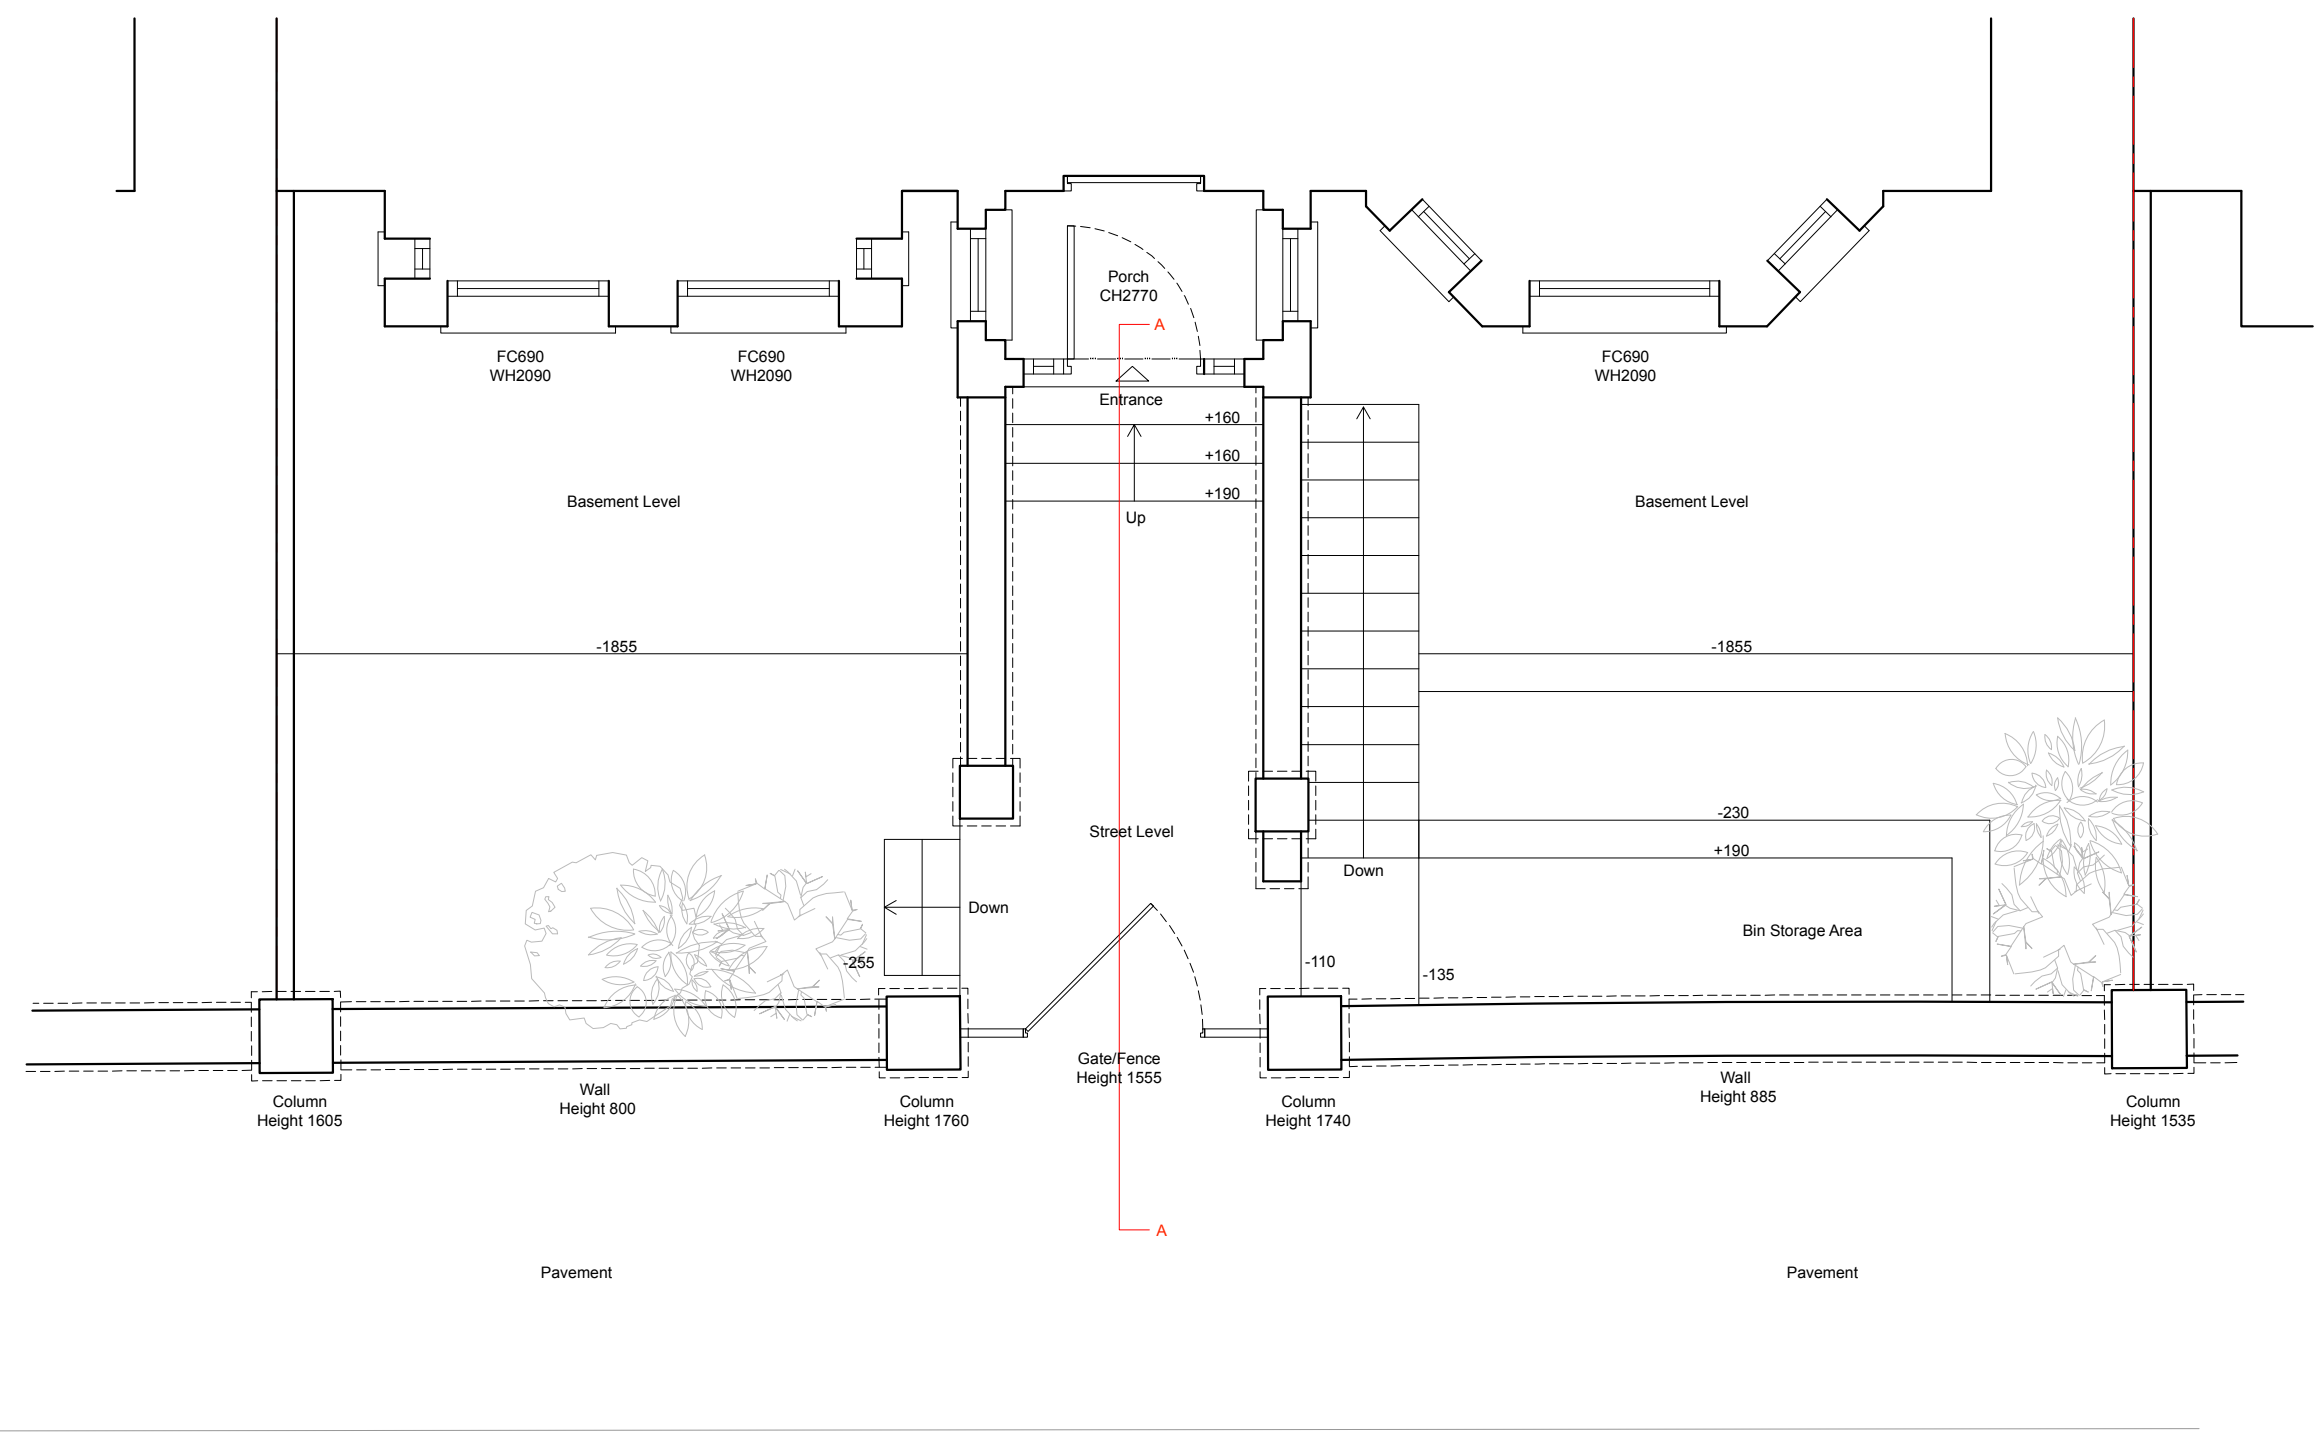 Porch
CH2770
A
FC690
WH2090
FC690
WH2090
FC690
WH2090
Entrance
+160
+160
+190
Up
Basement Level
Basement Level
-1855
-1855
-230
Street Level
+190
Down
Down
Bin Storage Area
-255
-110
-135
Gate/Fence
Height 1555
Wall
Height 800
Wall
Height 885
Column
Height 1605
Column
Height 1760
Column
Height 1740
Column
Height 1535
A
Pavement
Pavement